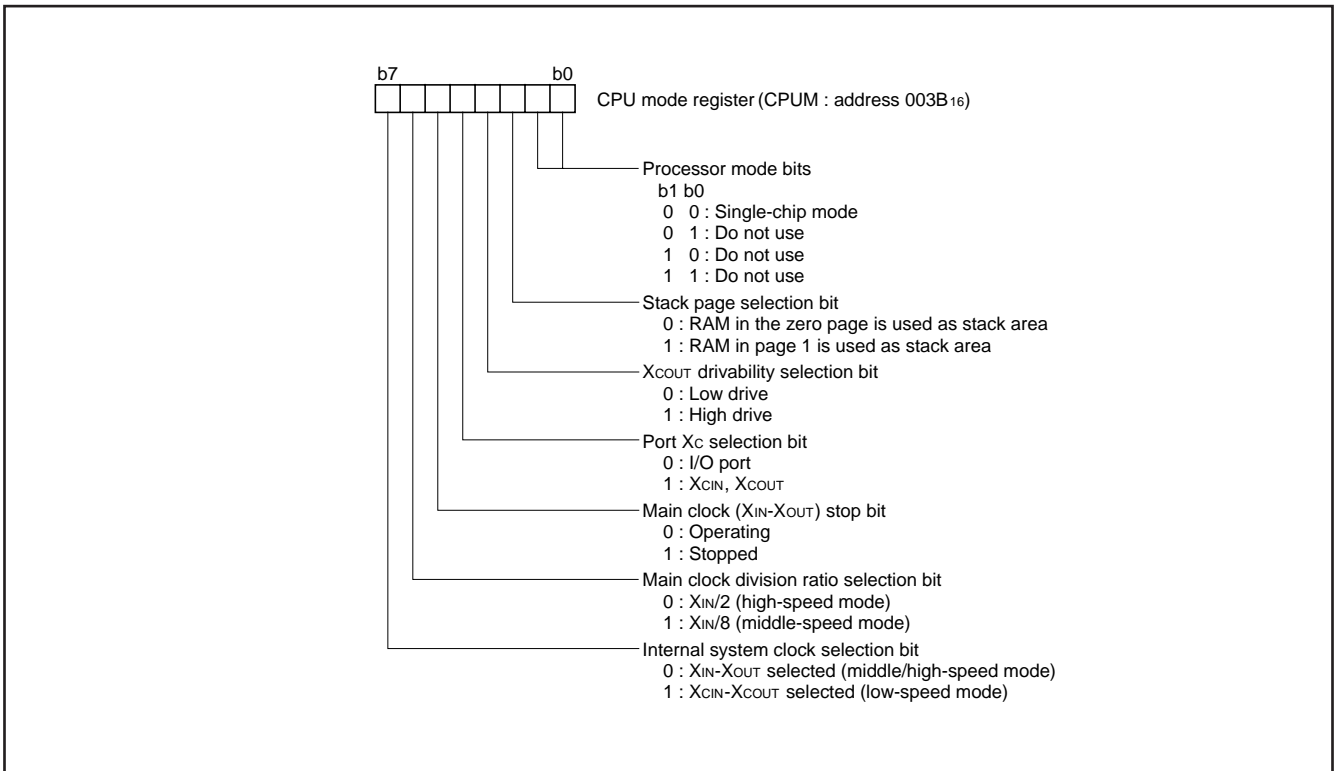 b7 b0
CPU mode register (CPUM : address 003B16)
Processor mode bits
b1 b0
0 0 : Single-chip mode
0 1 : Do not use
1 0 : Do not use
1 1 : Do not use
Stack page selection bit
0 : RAM in the zero page is used as stack area
1 : RAM in page 1 is used as stack area
XCOUT drivability selection bit
0 : Low drive
1 : High drive
Port XC selection bit
0 : I/O port
1 : XCIN, XCOUT
Main clock (XIN-XOUT) stop bit
0 : Operating
1 : Stopped
Main clock division ratio selection bit
0 : XIN/2 (high-speed mode)
1 : XIN/8 (middle-speed mode)
Internal system clock selection bit
0 : XIN-XOUT selected (middle/high-speed mode)
1 : XCIN-XCOUT selected (low-speed mode)